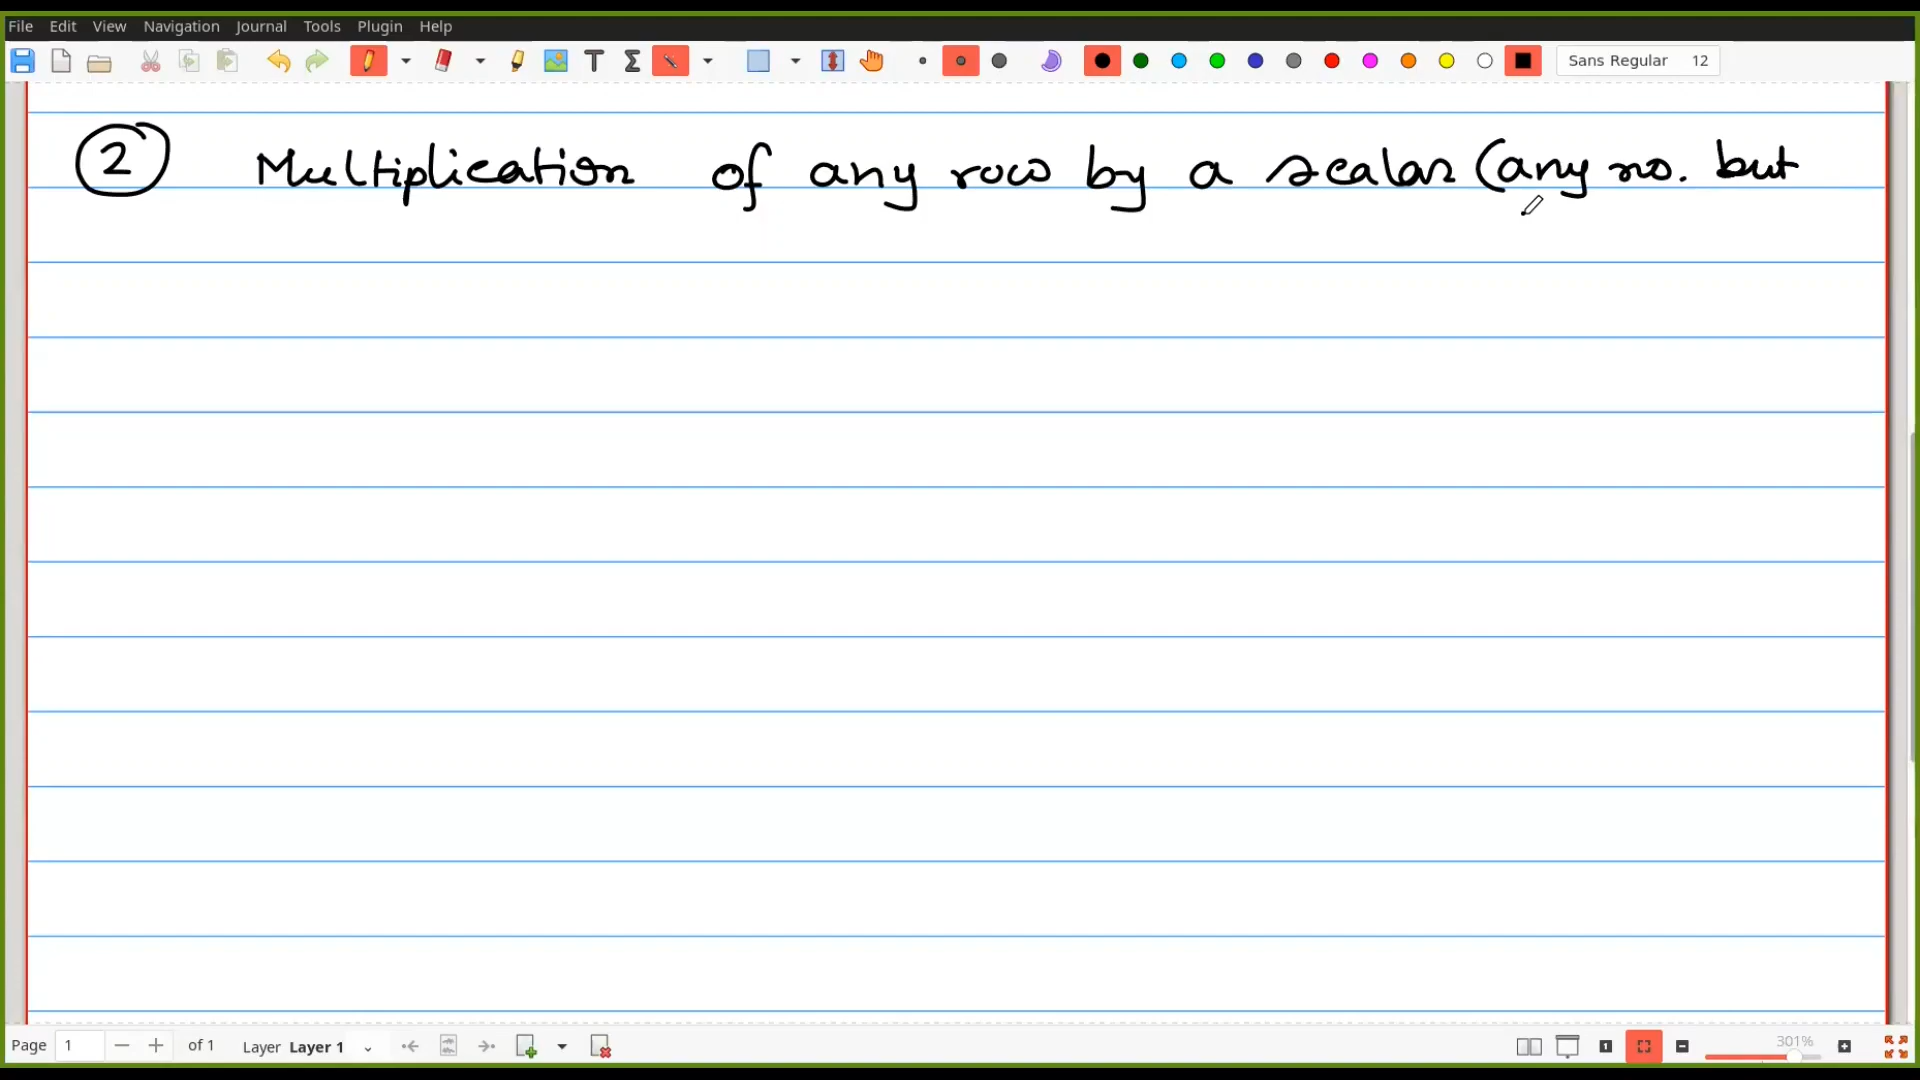 File Edit View Navigation Journal Tools Plugin Help
Sans Regular 12
② Multiplication of any row by a scalar (any no. but
Page 1 of 1 Layer Layer 1 301%